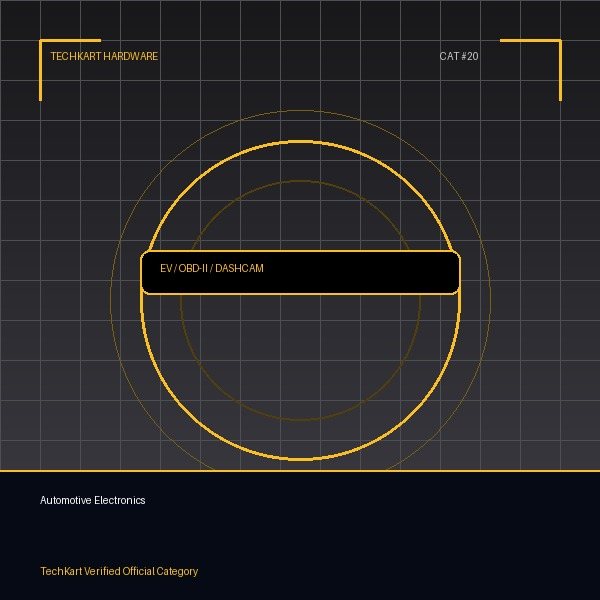 TECHKART HARDWARE
CAT #20
EV / OBD-II / DASHCAM
Automotive Electronics
TechKart Verified Official Category